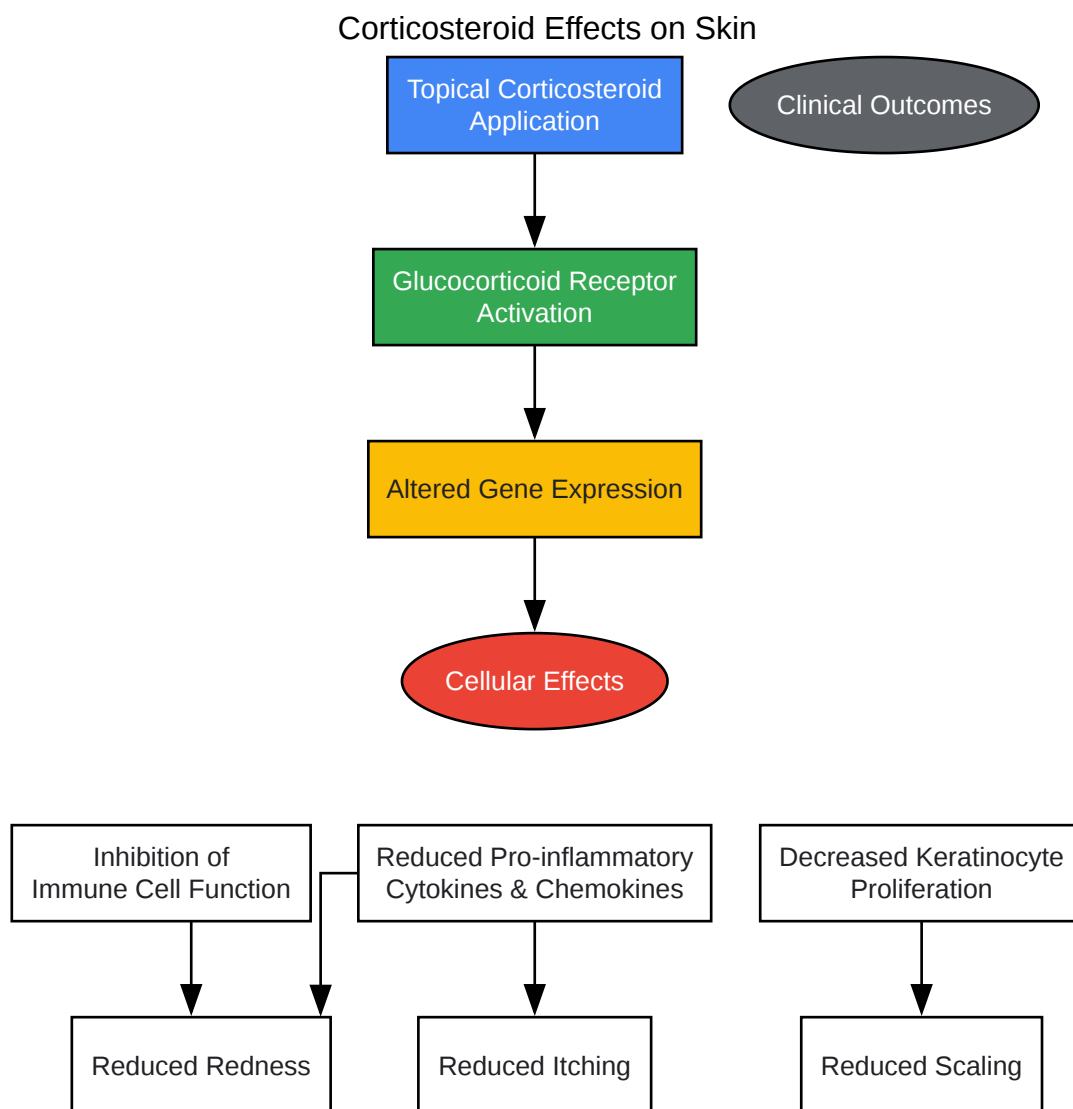 Corticosteroid Effects on Skin
Topical Corticosteroid
Application
Clinical Outcomes
Glucocorticoid Receptor
Activation
Altered Gene Expression
Cellular Effects
Inhibition of
Immune Cell Function
Reduced Pro-inflammatory
Cytokines & Chemokines
Decreased Keratinocyte
Proliferation
Reduced Redness
Reduced Itching
Reduced Scaling